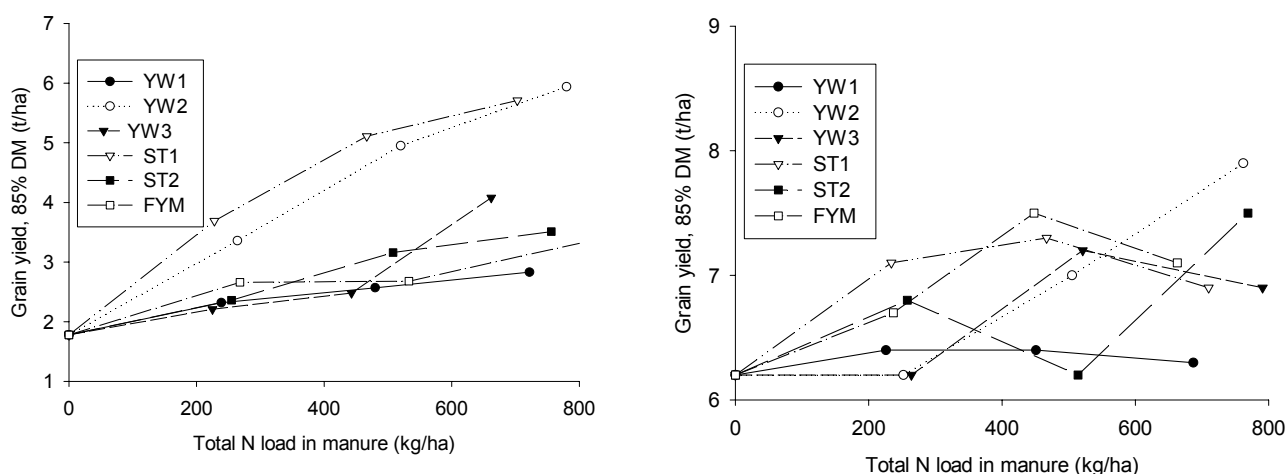 Grain yield, 85% DM (t/ha)
7
6
5
4
3
2
1
YW1
YW2
YW3
ST1
ST2
FYM
0
200
400
600
800
Total N load in manure (kg/ha)
Grain yield, 85% DM (t/ha)
9
8
7
6
YW1
YW2
YW3
ST1
ST2
FYM
0
200
400
600
800
Total N load in manure (kg/ha)